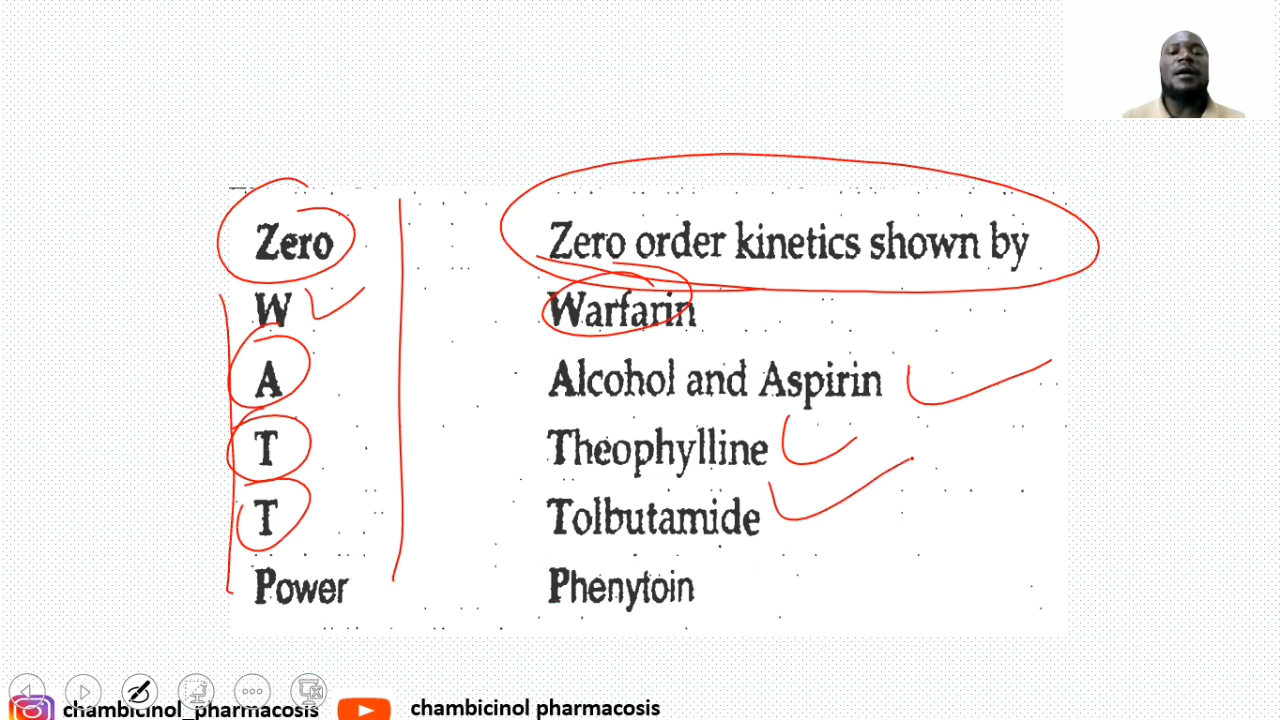 Zero Zero order kinetics shown by
W Warfarin
A Alcohol and Aspirin
T Theophylline
T Tolbutamide
Power Phenytoin
chambicinol_pharmacosis chambicinol pharmacosis